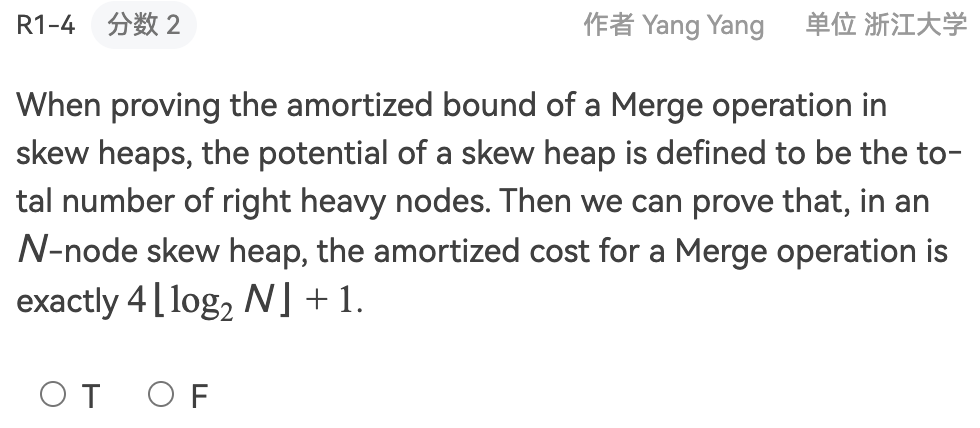 R1-4 分数 2 作者 Yang Yang 单位 浙江大学
When proving the amortized bound of a Merge operation in
skew heaps, the potential of a skew heap is defined to be the to-
tal number of right heavy nodes. Then we can prove that, in an
N-node skew heap, the amortized cost for a Merge operation is
exactly 4⌊log₂ N⌋ + 1.
T F